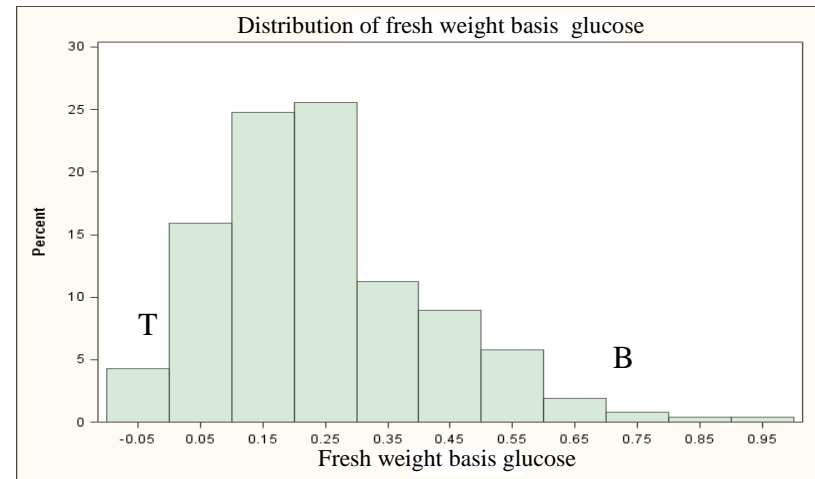 Distribution of fresh weight basis glucose
30
25
20
15
10
5
0
Percent
T
B
-0.05 0.05 0.15 0.25 0.35 0.45 0.55 0.65 0.75 0.85 0.95
Fresh weight basis glucose